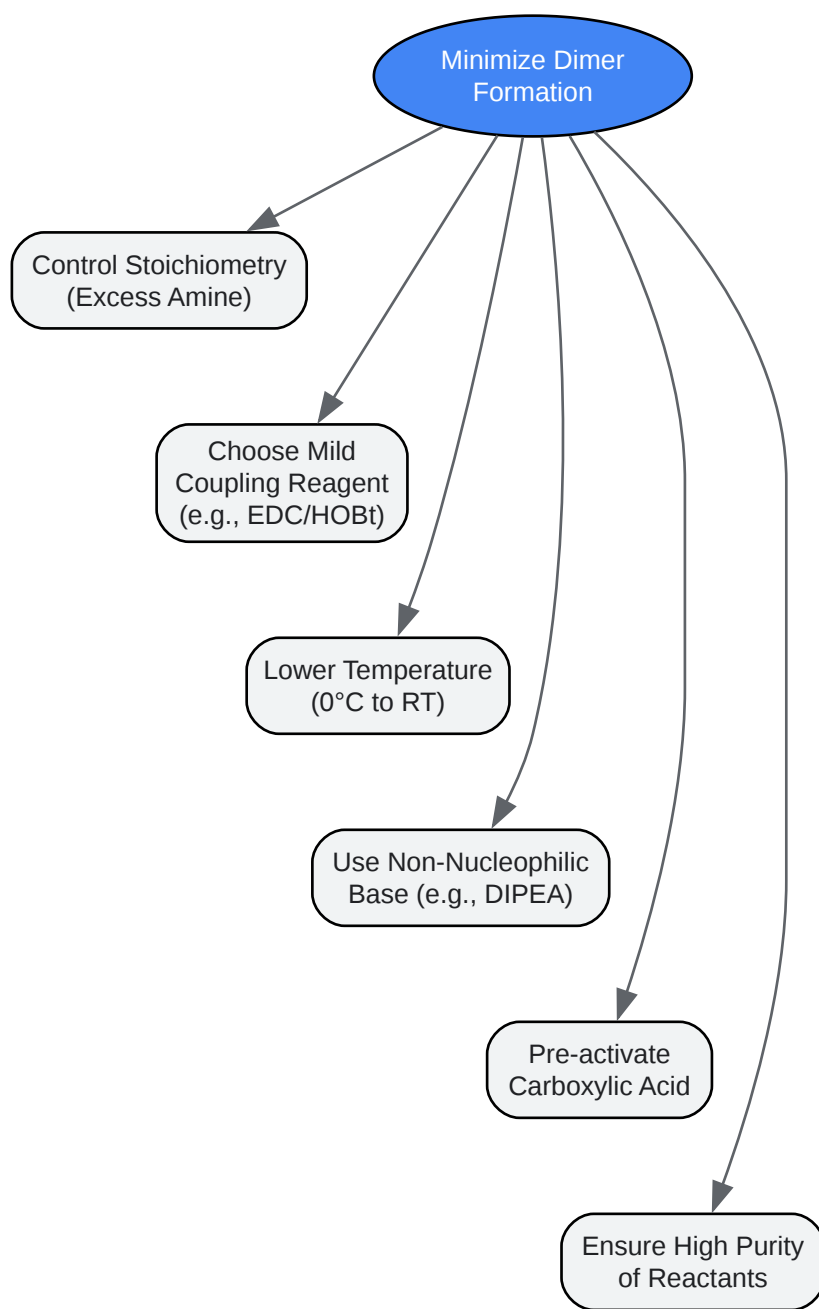 Minimize Dimer
Formation
Control Stoichiometry
(Excess Amine)
Choose Mild
Coupling Reagent
(e.g., EDC/HOBt)
Lower Temperature
(0°C to RT)
Use Non-Nucleophilic
Base (e.g., DIPEA)
Pre-activate
Carboxylic Acid
Ensure High Purity
of Reactants